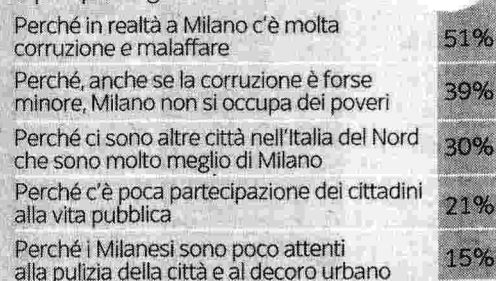 Perché in realtà a Milano c'è molta
corruzione e malaffare
51%
Perché, anche se la corruzione è forse
minore, Milano non si occupa dei poveri
39%
Perché ci sono altre città nell'Italia del Nord
che sono molto meglio di Milano
30%
Perché c'è poca partecipazione dei cittadini
alla vita pubblica
21%
Perché i Milanesi sono poco attenti
alla pulizia della città e al decoro urbano
15%